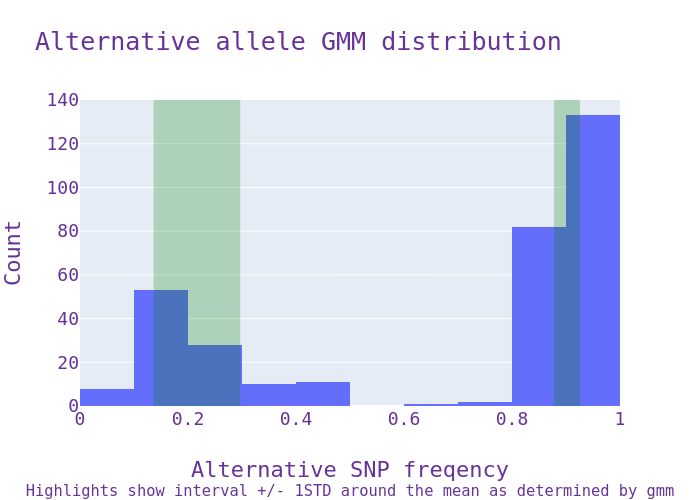 Alternative allele GMM distribution
140
120
100
80
60
40
20
0
Count
0 0.2 0.4 0.6 0.8 1
Alternative SNP freqency
Highlights show interval +/- 1STD around the mean as determined by gmm